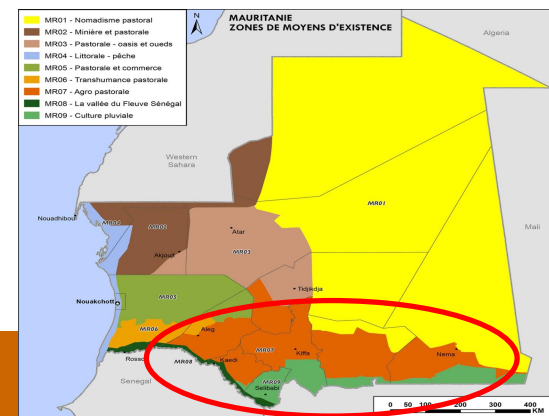 MAURITANIE
ZONES DE MOYENS D'EXISTENCE
MR01 - Nomadisme pastoral
MR02 - Minière et pastorale
MR03 - Pastorale - oasis et oueds
MR04 - Littorale - pêche
MR05 - Pastorale et commerce
MR06 - Transhumance pastorale
MR07 - Agro pastorale
MR08 - La vallée du Fleuve Sénégal
MR09 - Culture pluviale
N
Algeria
Western
Sahara
MR01
Nouadhibou
MR04
MR02
Atar
Mali
Akjoujt
MR03
Tidjikdja
MR05
Nouakchott
MR06
Aleg
Rosso
MR07
Kiffa
Nema
MR08
Kaedi
Senegal
MR09
Selibabi
0 50 100 200 300 400
KM